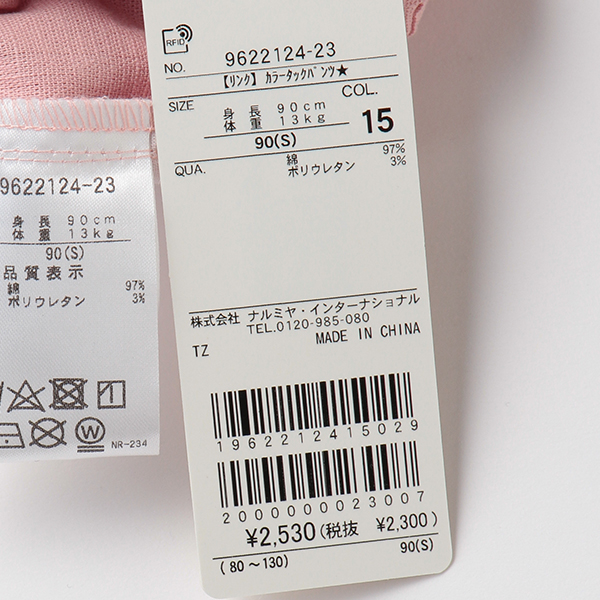 RFID
NO. 9622124-23
【リンク】 ｶﾗｰﾀｯｸﾊﾟﾝﾂ★
SIZE 身長 90cm COL.
体重 13kg 15
90(S)
QUA. 綿 97%
ポリウレタン 3%
株式会社 ナルミヤ・インターナショナル
TEL.0120-985-080
TZ MADE IN CHINA
1962212415029
2000000023007
¥2,530(税抜 ¥2,300)
(80～130) 90(S)
9622124-23
身長 90cm
体重 13kg
90(S)
品質表示
綿 97%
ポリウレタン 3%
W
NR-234